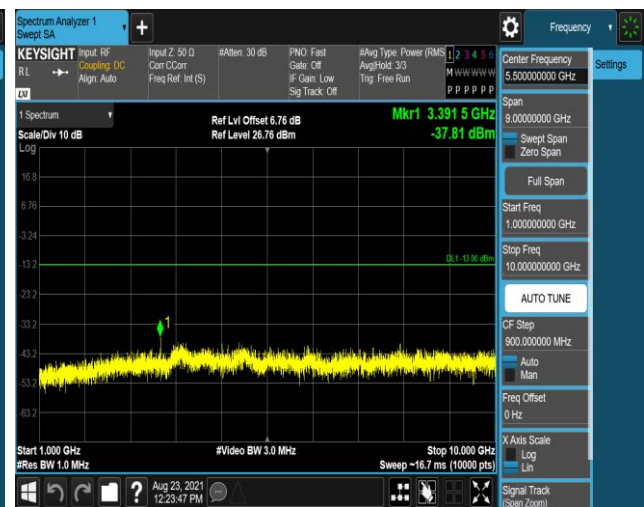 Spectrum Analyzer 1
Swept SA
Frequency
KEYSIGHT
RL
LXI
Input: RF
Coupling: DC
Align: Auto
Input Z: 50 Ω
Corr CCorr
Freq Ref: Int (S)
#Atten: 30 dB
PNO: Fast
Gate: Off
IF Gain: Low
Sig Track: Off
#Avg Type: Power (RMS
Avg|Hold: 3/3
Trig: Free Run
1 2 3 4 5 6
M W W W W W
P P P P P P
Center Frequency
5.500000000 GHz
Settings
Span
9.00000000 GHz
Swept Span
Zero Span
Full Span
Start Freq
1.000000000 GHz
Stop Freq
10.000000000 GHz
AUTO TUNE
CF Step
900.000000 MHz
Auto
Man
Freq Offset
0 Hz
X Axis Scale
Log
Lin
Signal Track
(Span Zoom)
1 Spectrum
Scale/Div 10 dB
Log
Ref Lvl Offset 6.76 dB
Ref Level 26.76 dBm
Mkr1 3.391 5 GHz
-37.81 dBm
16.8
6.76
-3.24
-13.2
DL1 -13.00 dBm
-23.2
-33.2
1
-43.2
-53.2
-63.2
Start 1.000 GHz
#Res BW 1.0 MHz
#Video BW 3.0 MHz
Stop 10.000 GHz
Sweep ~16.7 ms (10000 pts)
?
Aug 23, 2021
12:23:47 PM